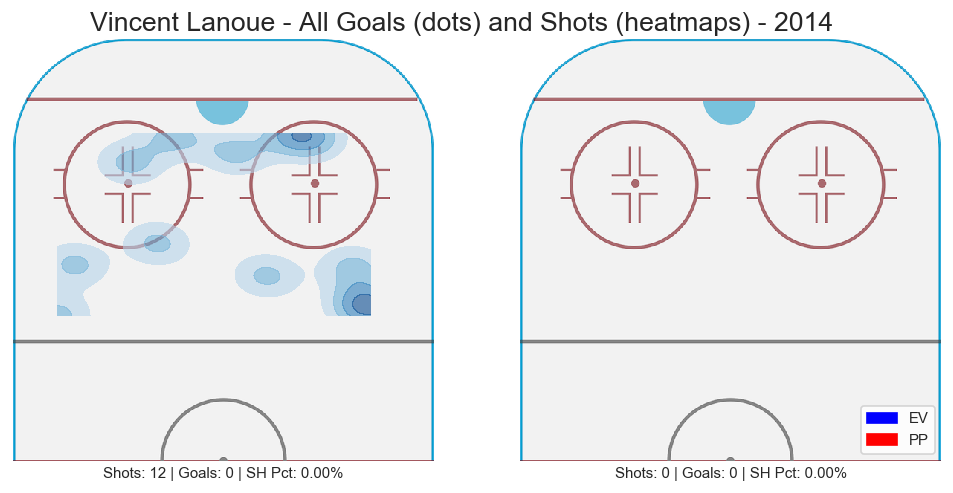 Vincent Lanoue - All Goals (dots) and Shots (heatmaps) - 2014
EV
PP
Shots: 12 | Goals: 0 | SH Pct: 0.00%
Shots: 0 | Goals: 0 | SH Pct: 0.00%